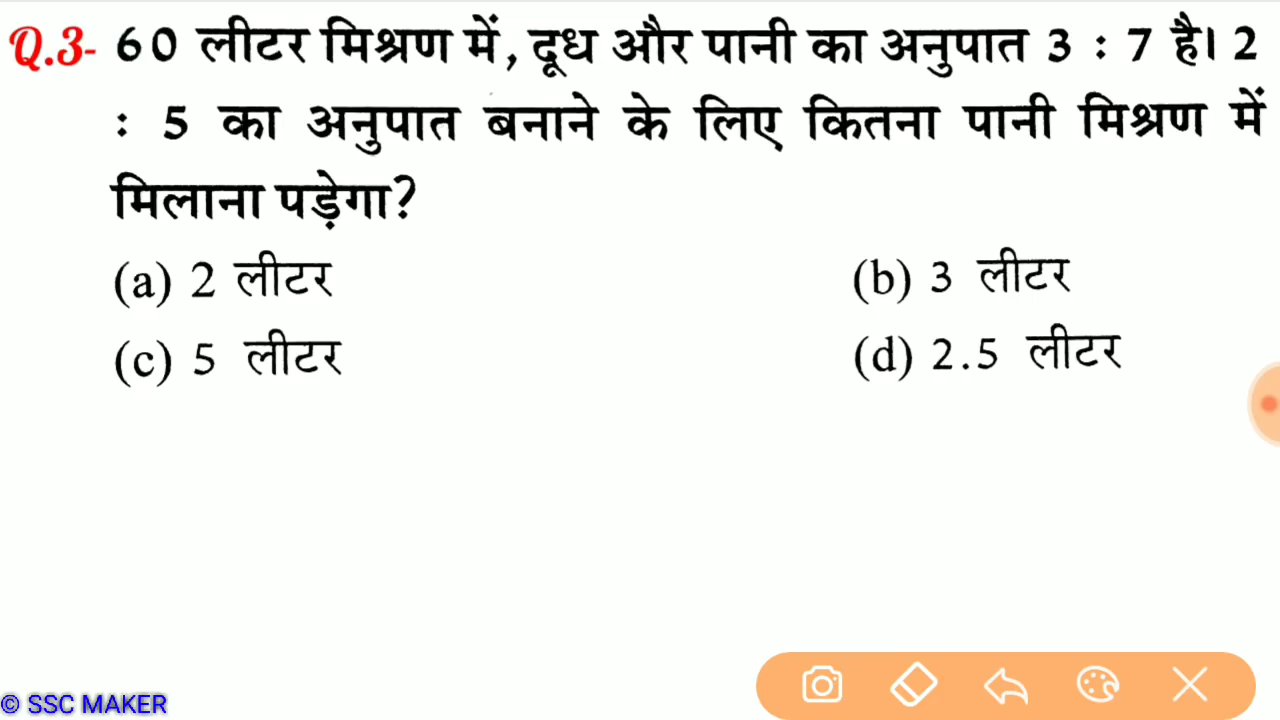 Q.3- 60 लीटर मिश्रण में, दूध और पानी का अनुपात 3 : 7 है। 2
: 5 का अनुपात बनाने के लिए कितना पानी मिश्रण में
मिलाना पड़ेगा?
(a) 2 लीटर (b) 3 लीटर
(c) 5 लीटर (d) 2.5 लीटर
© SSC MAKER